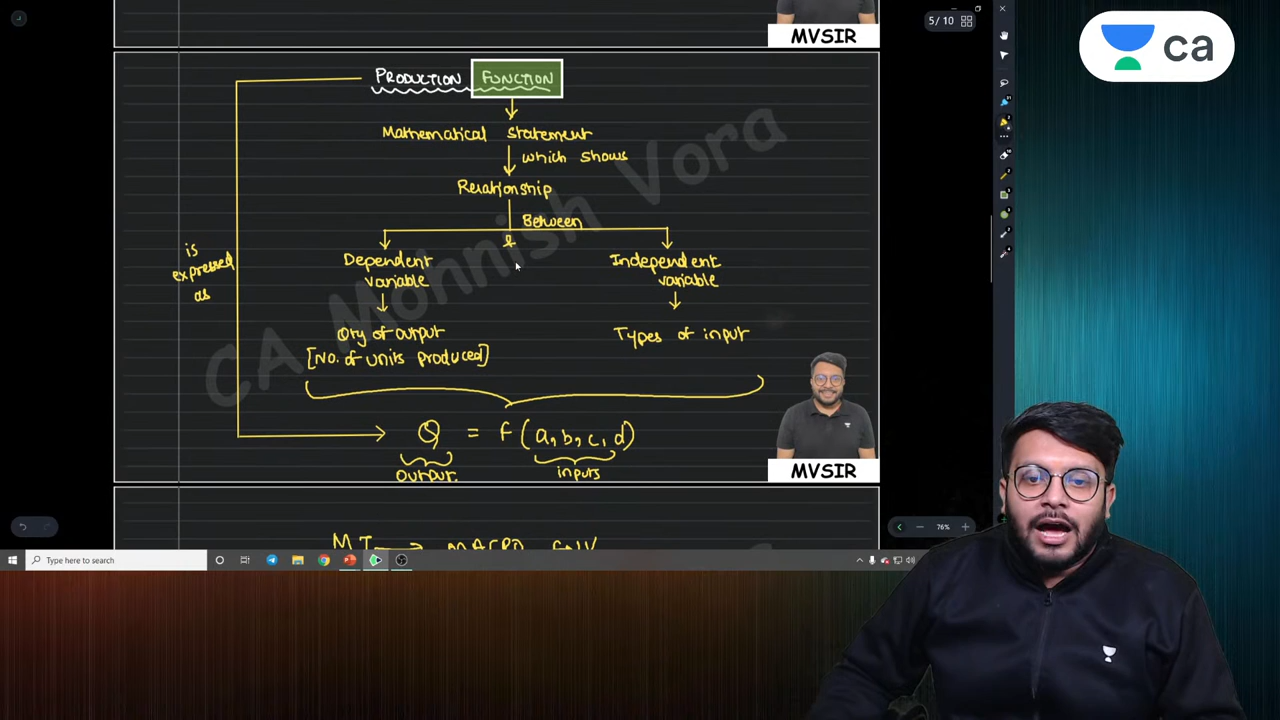 5 / 10
MVSIR
ca
PRODUCTION FUNCTION
Mathematical Statement
which shows
Relationship
Between
&
Dependent variable
Independent variable
is
expressed
as
Qty of output
[No. of units produced]
Types of input
Q = f (a, b, c, d)
output
inputs
CA Monnish Vora
MVSIR
76%
Type here to search